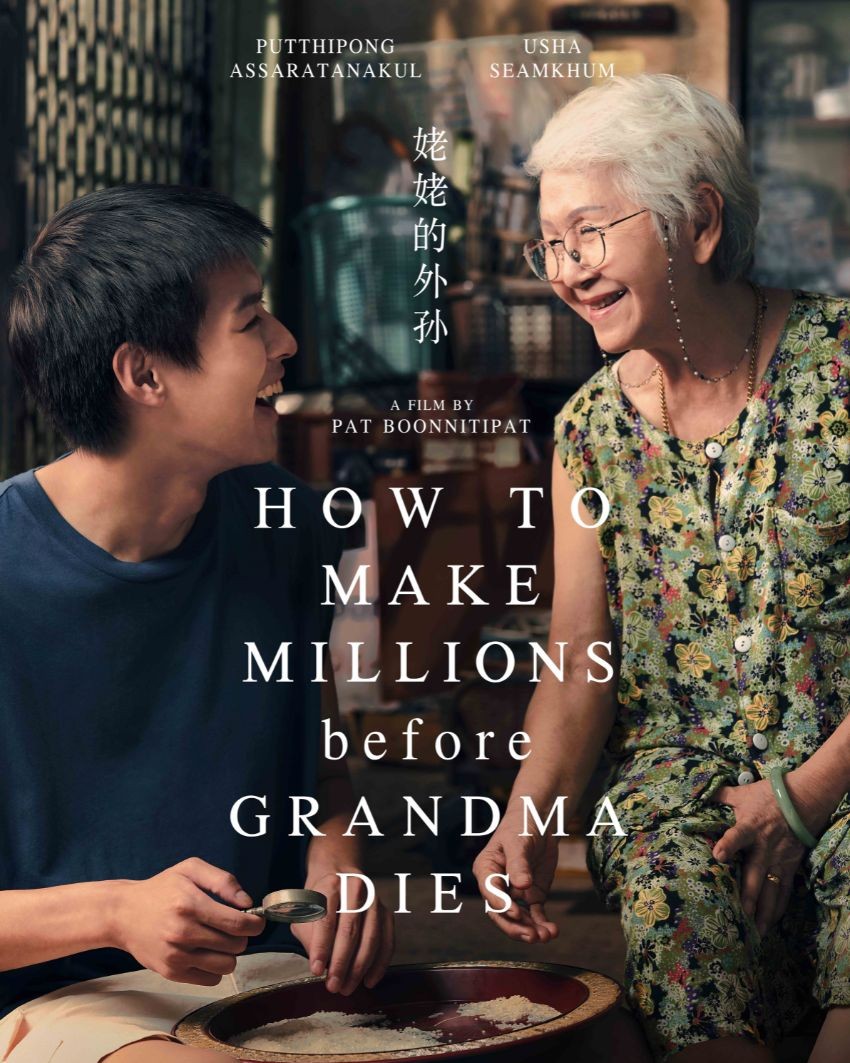 PUTTHIPONG
ASSARATANAKUL
USHA
SEAMKHUM
姥姥的外孙
A FILM BY
PAT BOONNITIPAT
HOW TO
MAKE
MILLIONS
before
GRANDMA
DIES